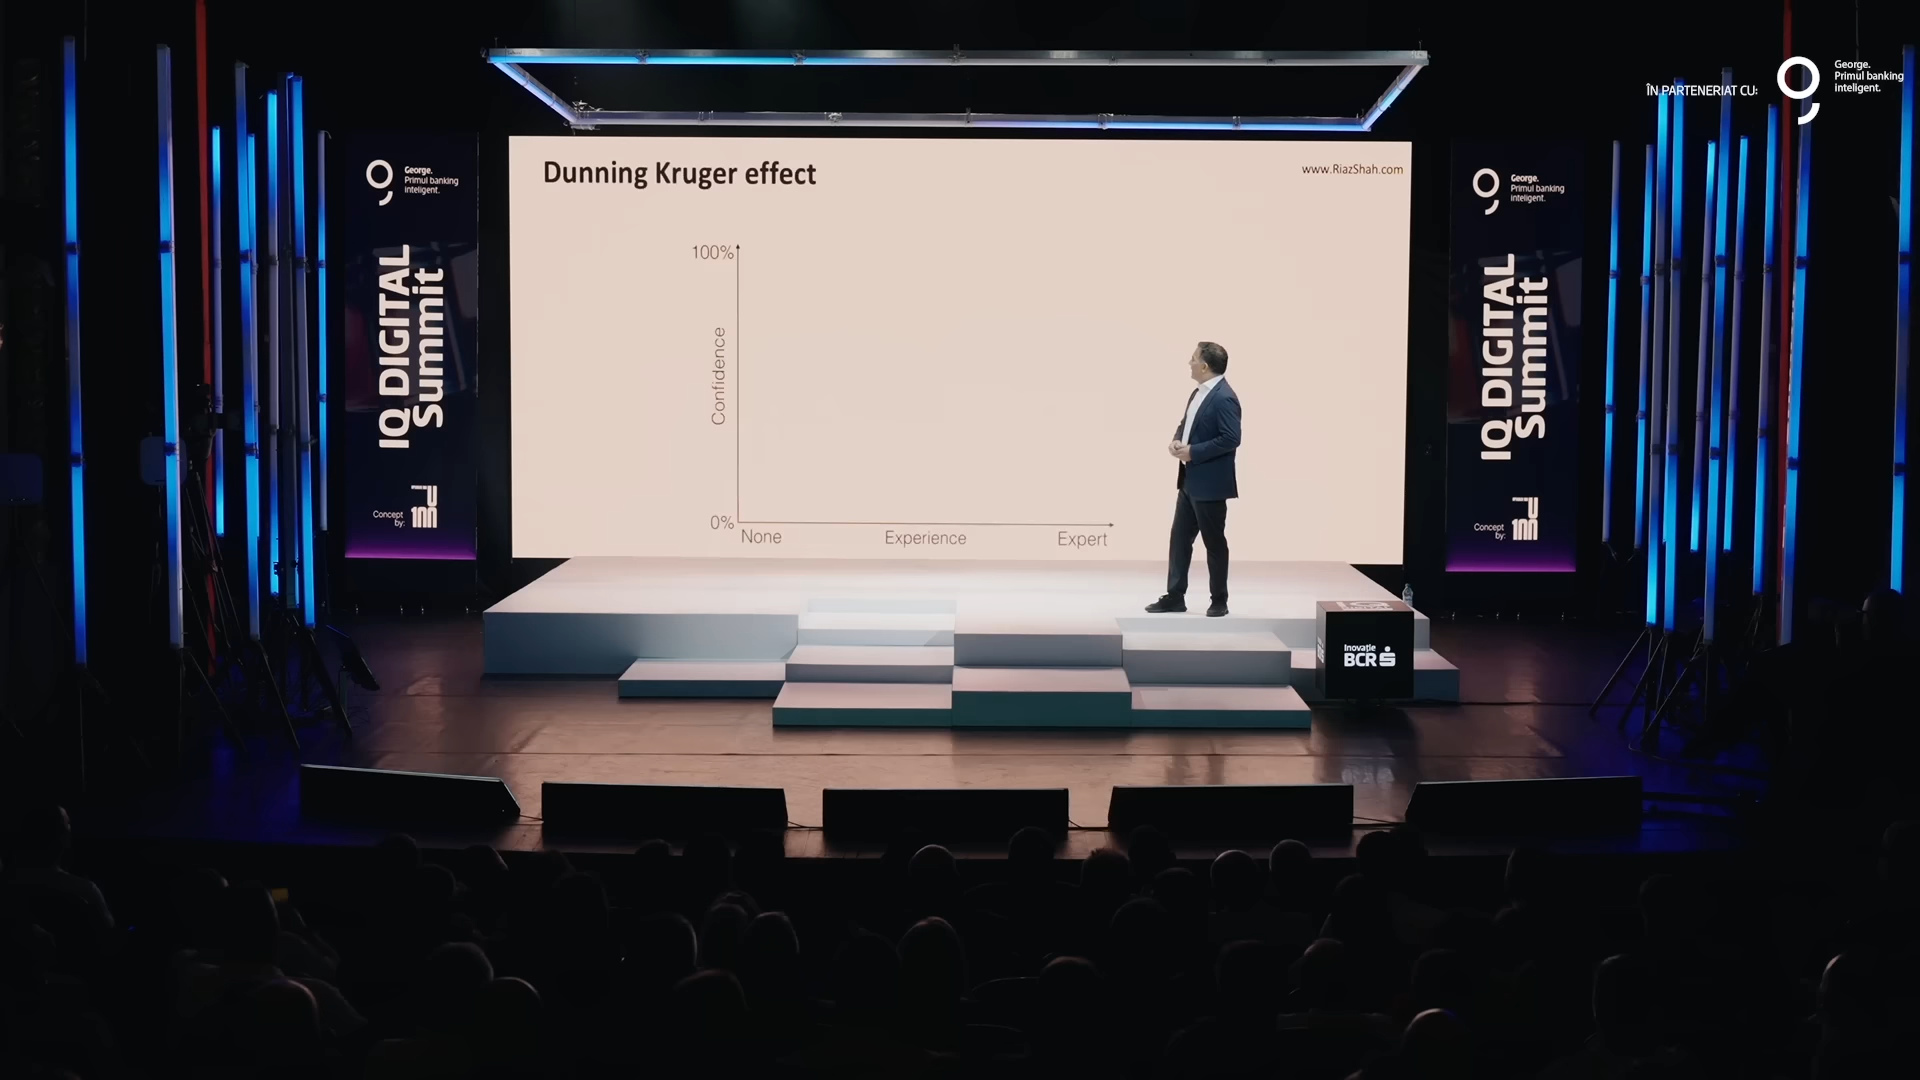 ÎN PARTENERIAT CU:
George.
Primul banking
inteligent.
George.
Primul banking
inteligent.
IQ DIGITAL
Summit
Concept
by:
Dunning Kruger effect
www.RiazShah.com
100%
Confidence
0%
None
Experience
Expert
George.
Primul banking
inteligent.
IQ DIGITAL
Summit
Concept
by:
Inovație
BCR